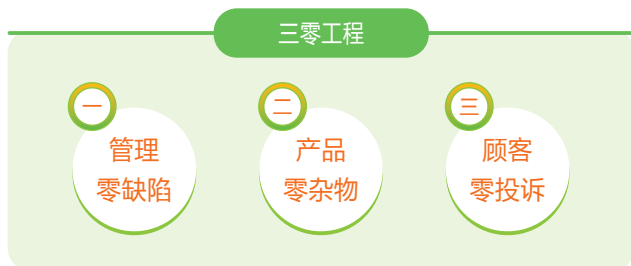 三零工程
一
管理
零缺陷
二
产品
零杂物
三
顾客
零投诉